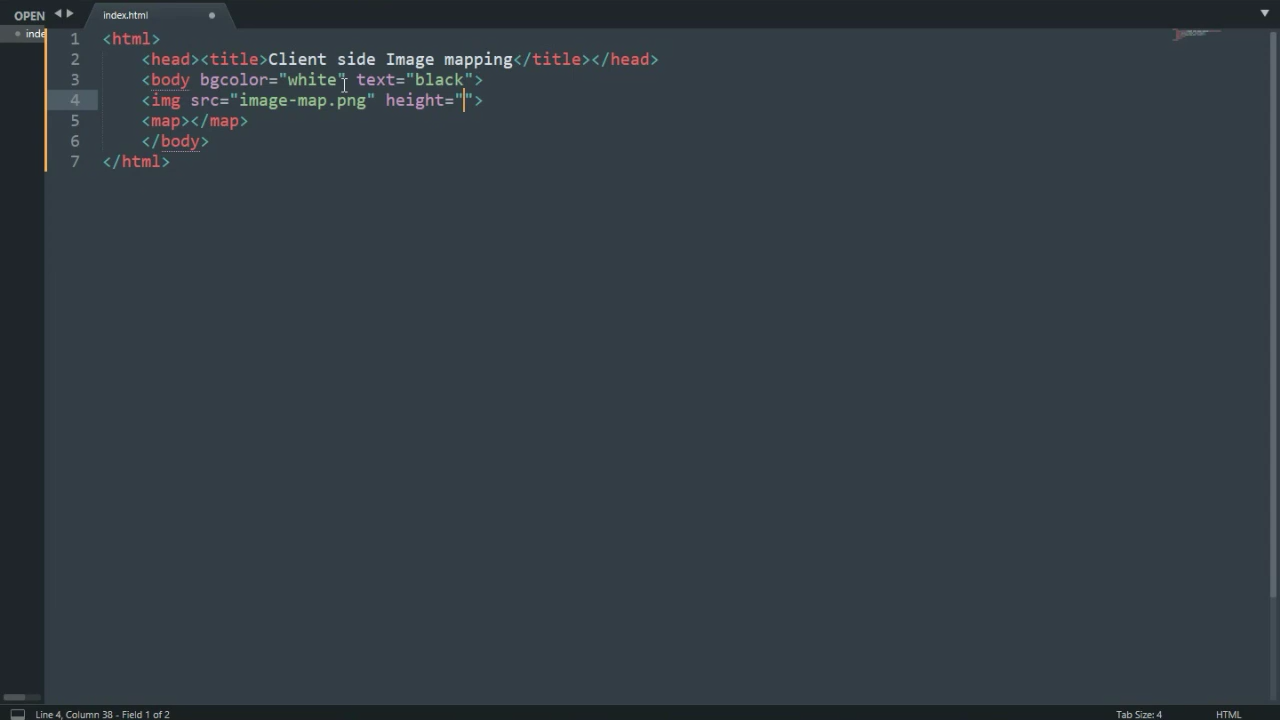 OPEN
index.html
inde
1 <html>
2 <head><title>Client side Image mapping</title></head>
3 <body bgcolor="white" text="black">
4 <img src="image-map.png" height="">
5 <map></map>
6 </body>
7 </html>
Line 4, Column 38 - Field 1 of 2
Tab Size: 4
HTML